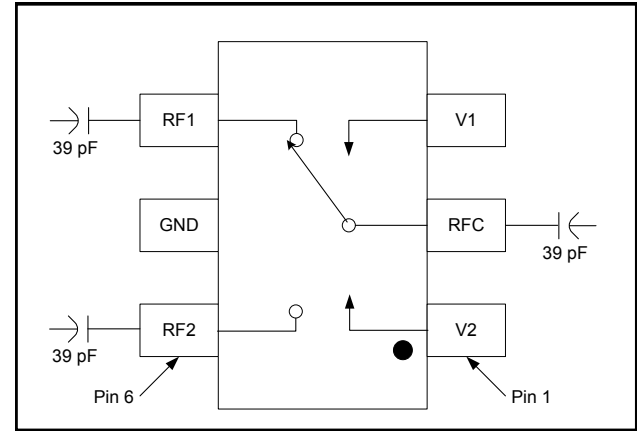 RF1
V1
39 pF
GND
RFC
39 pF
RF2
V2
39 pF
Pin 6
Pin 1